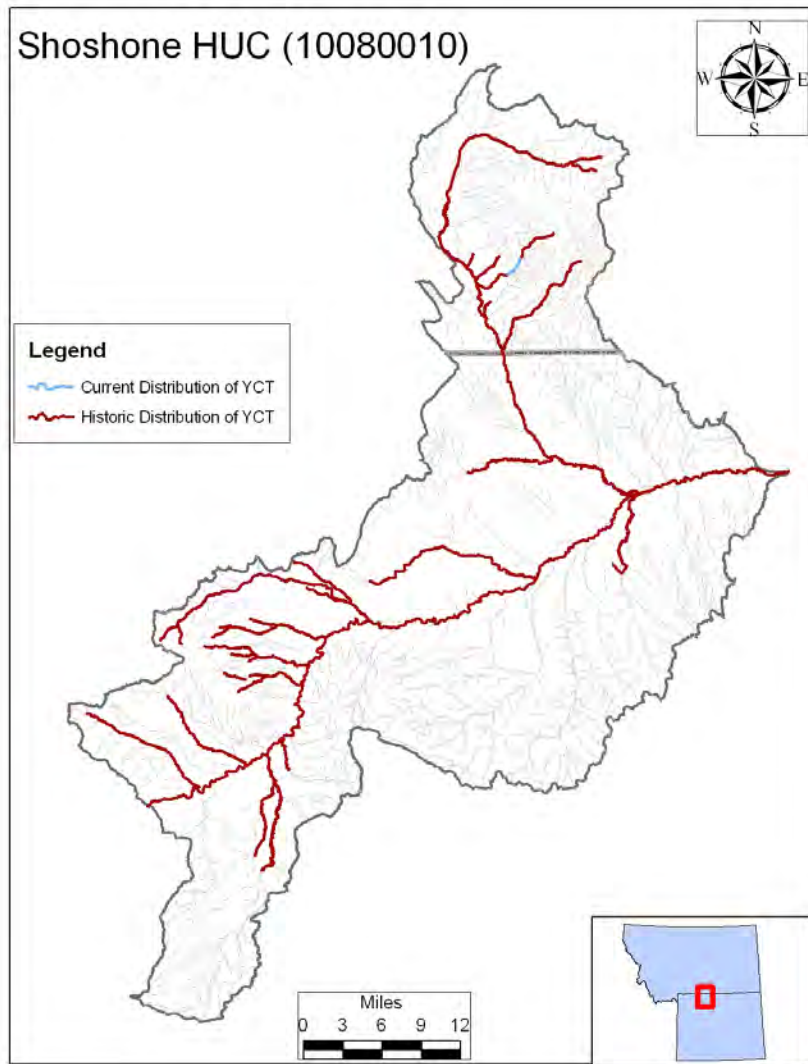 Shoshone HUC (10080010)
N
W E
S
Legend
Current Distribution of YCT
Historic Distribution of YCT
Miles
0 3 6 9 12